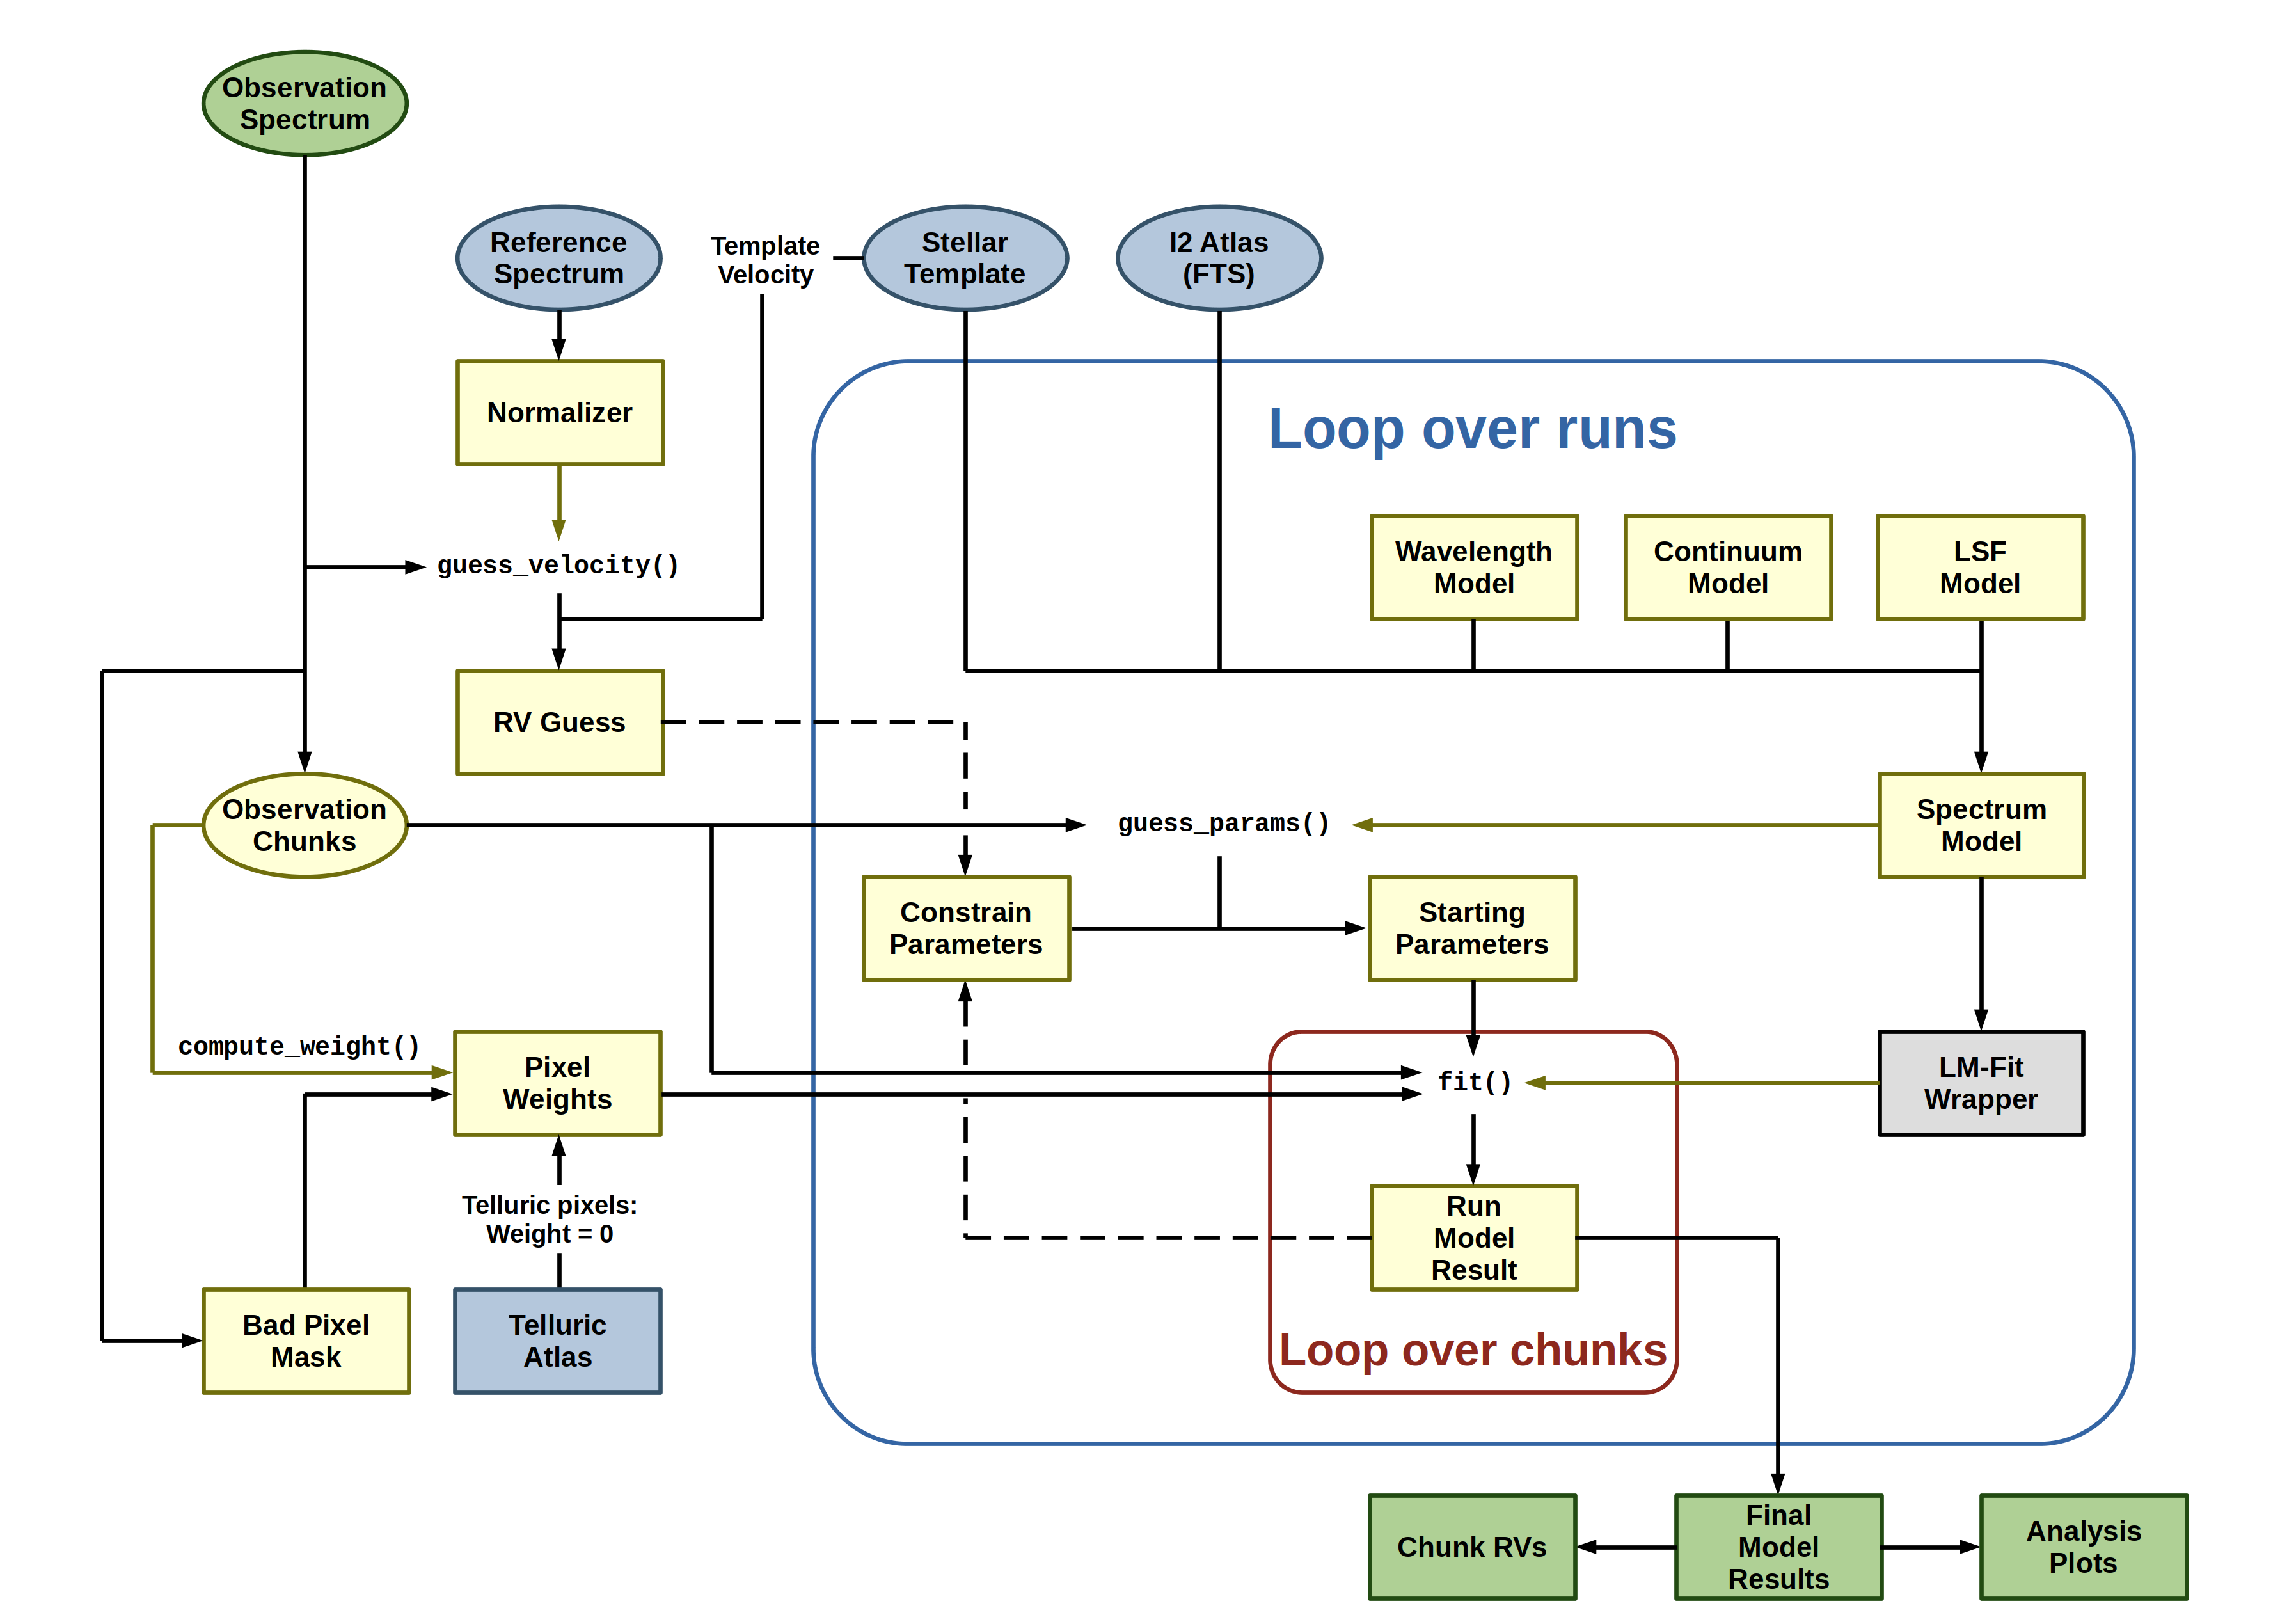 Observation
Spectrum
Reference
Spectrum
Template
Velocity
Stellar
Template
I2 Atlas
(FTS)
Normalizer
Loop over runs
guess_velocity()
Wavelength
Model
Continuum
Model
LSF
Model
RV Guess
Observation
Chunks
guess_params()
Spectrum
Model
Constrain
Parameters
Starting
Parameters
compute_weight()
Pixel
Weights
fit()
LM-Fit
Wrapper
Telluric pixels:
Weight = 0
Run
Model
Result
Bad Pixel
Mask
Telluric
Atlas
Loop over chunks
Chunk RVs
Final
Model
Results
Analysis
Plots